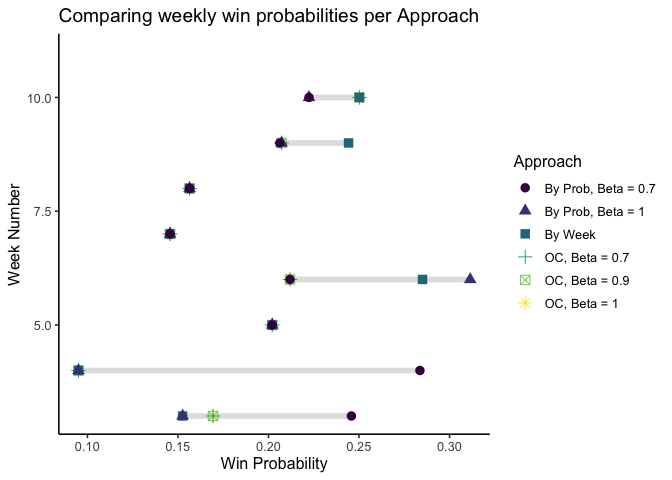 Comparing weekly win probabilities per Approach
10.0
7.5
5.0
Week Number
0.10 0.15 0.20 0.25 0.30
Win Probability
Approach
By Prob, Beta = 0.7
By Prob, Beta = 1
By Week
OC, Beta = 0.7
OC, Beta = 0.9
OC, Beta = 1